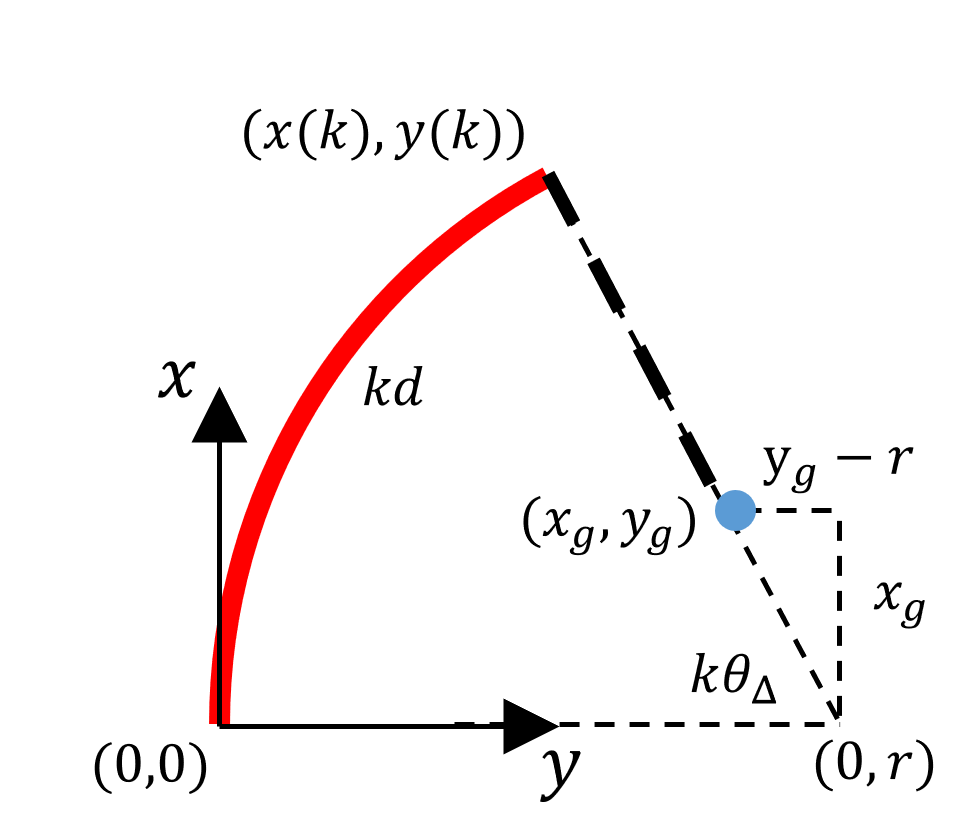 (x(k), y(k))
x
kd
y_g − r
(x_g, y_g)
x_g
kθ_Δ
(0,0)
y
(0, r)